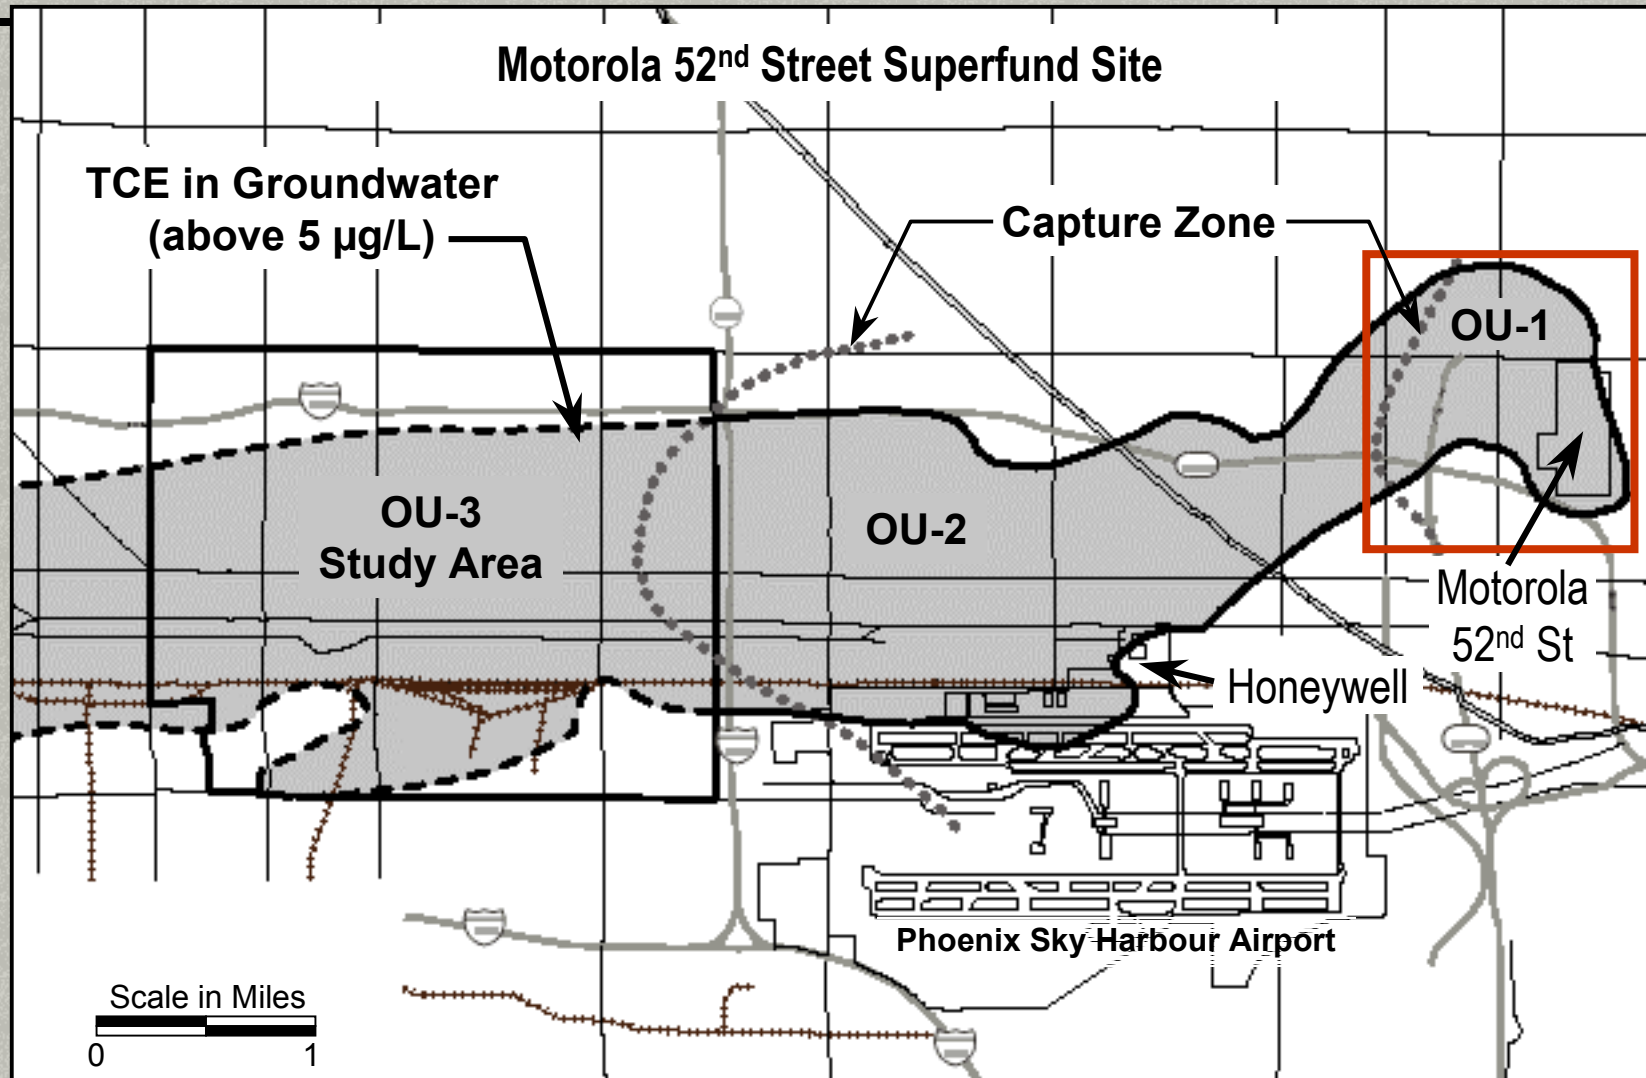 Motorola 52nd Street Superfund Site
TCE in Groundwater
(above 5 µg/L)
Capture Zone
OU-1
OU-3
Study Area
OU-2
Motorola
52nd St
Honeywell
Phoenix Sky Harbour Airport
Scale in Miles
0 1